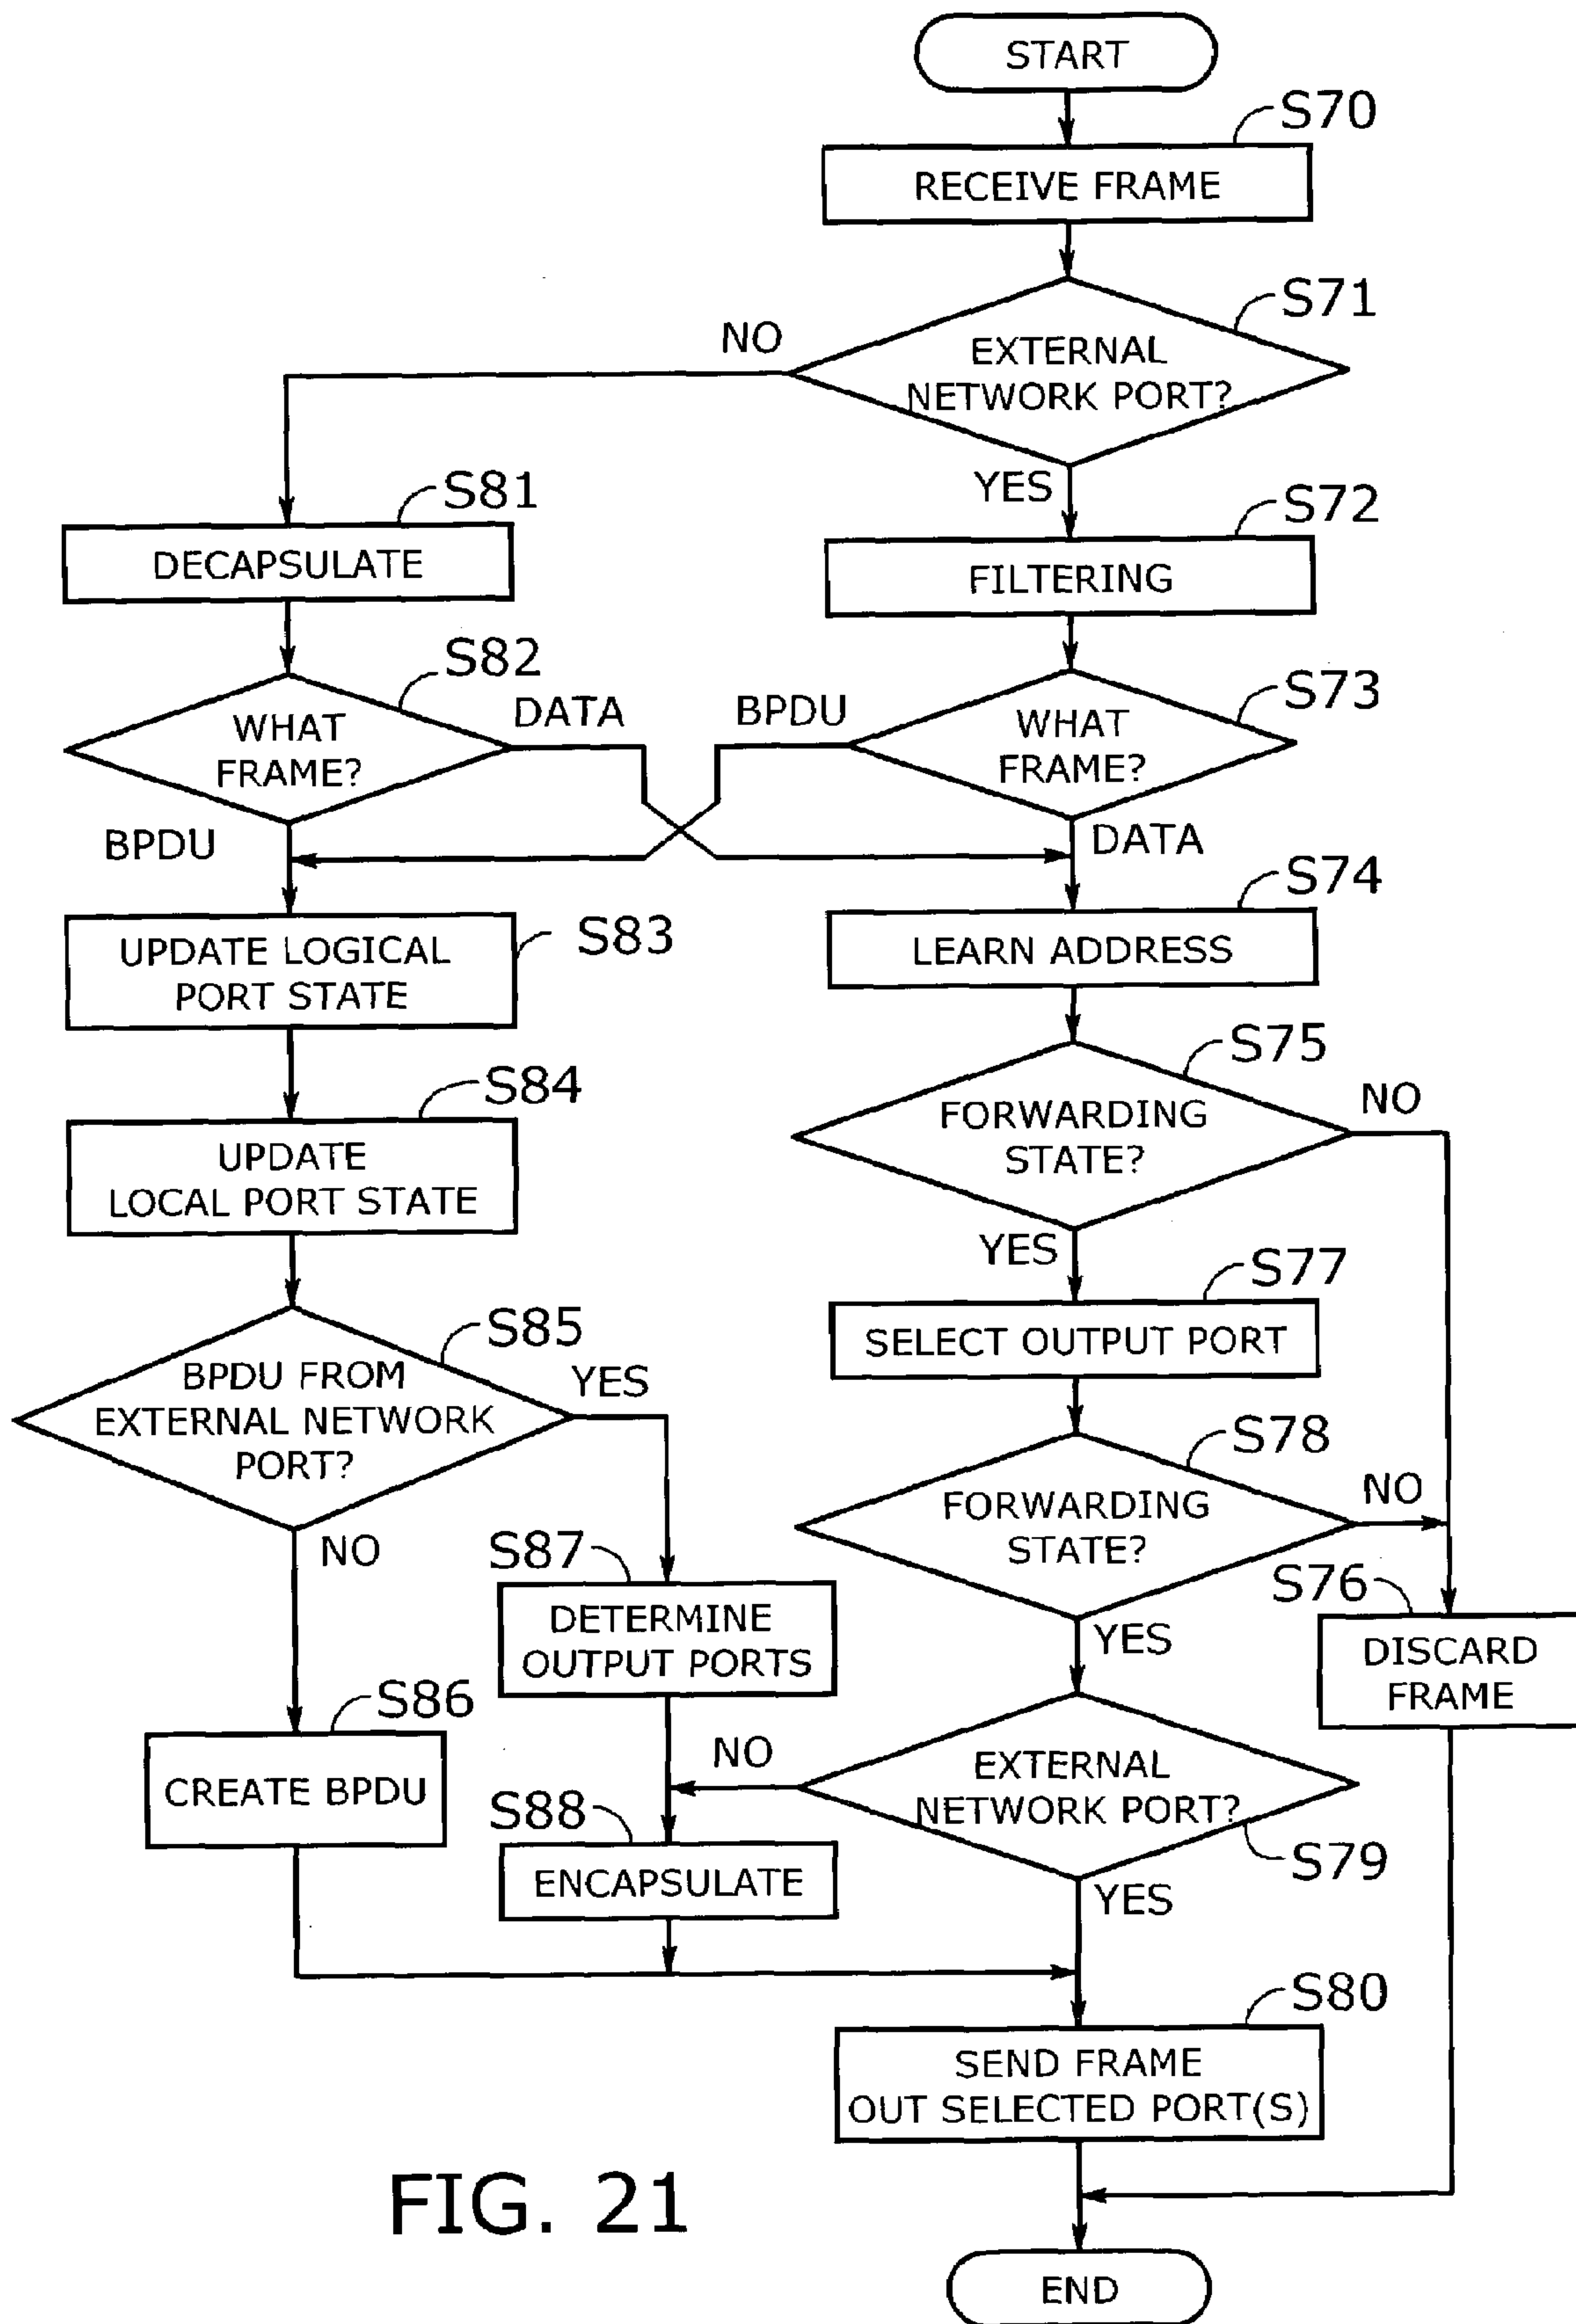 START
S70
RECEIVE FRAME
S71
NO
EXTERNAL
NETWORK PORT?
YES
S81
S72
DECAPSULATE
FILTERING
S82
S73
WHAT
FRAME?
DATA
BPDU
WHAT
FRAME?
BPDU
DATA
S74
UPDATE LOGICAL
PORT STATE
S83
LEARN ADDRESS
S75
S84
FORWARDING
STATE?
NO
UPDATE
LOCAL PORT STATE
YES
S77
S85
SELECT OUTPUT PORT
BPDU FROM
EXTERNAL NETWORK
PORT?
YES
S78
FORWARDING
STATE?
NO
NO
S87
S76
DETERMINE
OUTPUT PORTS
YES
DISCARD
FRAME
S86
NO
EXTERNAL
NETWORK PORT?
CREATE BPDU
S88
S79
ENCAPSULATE
YES
S80
SEND FRAME
OUT SELECTED PORT(S)
FIG. 21
END